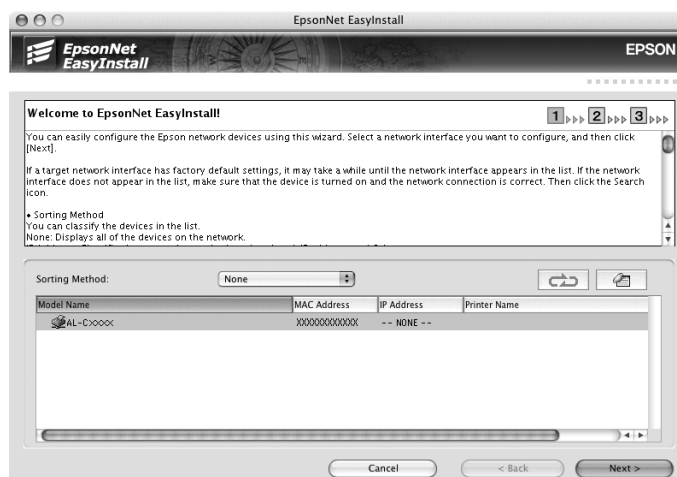 EpsonNet EasyInstall
EpsonNet
EasyInstall
EPSON
Welcome to EpsonNet EasyInstall!
1 2 3
You can easily configure the Epson network devices using this wizard. Select a network interface you want to configure, and then click
[Next].
If a target network interface has factory default settings, it may take a while until the network interface appears in the list. If the network
interface does not appear in the list, make sure that the device is turned on and the network connection is correct. Then click the Search
icon.
• Sorting Method
You can classify the devices in the list.
None: Displays all of the devices on the network.
Sorting Method: None
Model Name MAC Address IP Address Printer Name
AL-CXXXX XXXXXXXXXXXX -- NONE --
Cancel < Back Next >